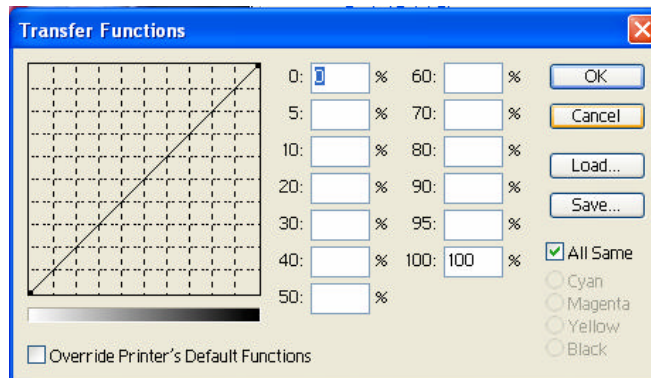 Transfer Functions
0: 0 % 60: % OK
5: % 70: % Cancel
10: % 80: % Load...
20: % 90: % Save...
30: % 95: %
40: % 100: 100 % All Same
50: % Cyan
Magenta
Yellow
Black
Override Printer's Default Functions